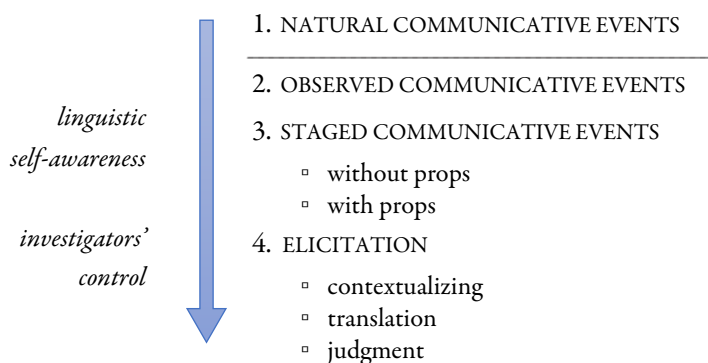 1. NATURAL COMMUNICATIVE EVENTS
2. OBSERVED COMMUNICATIVE EVENTS
linguistic
self-awareness
3. STAGED COMMUNICATIVE EVENTS
▫ without props
▫ with props
investigators’
control
4. ELICITATION
▫ contextualizing
▫ translation
▫ judgment